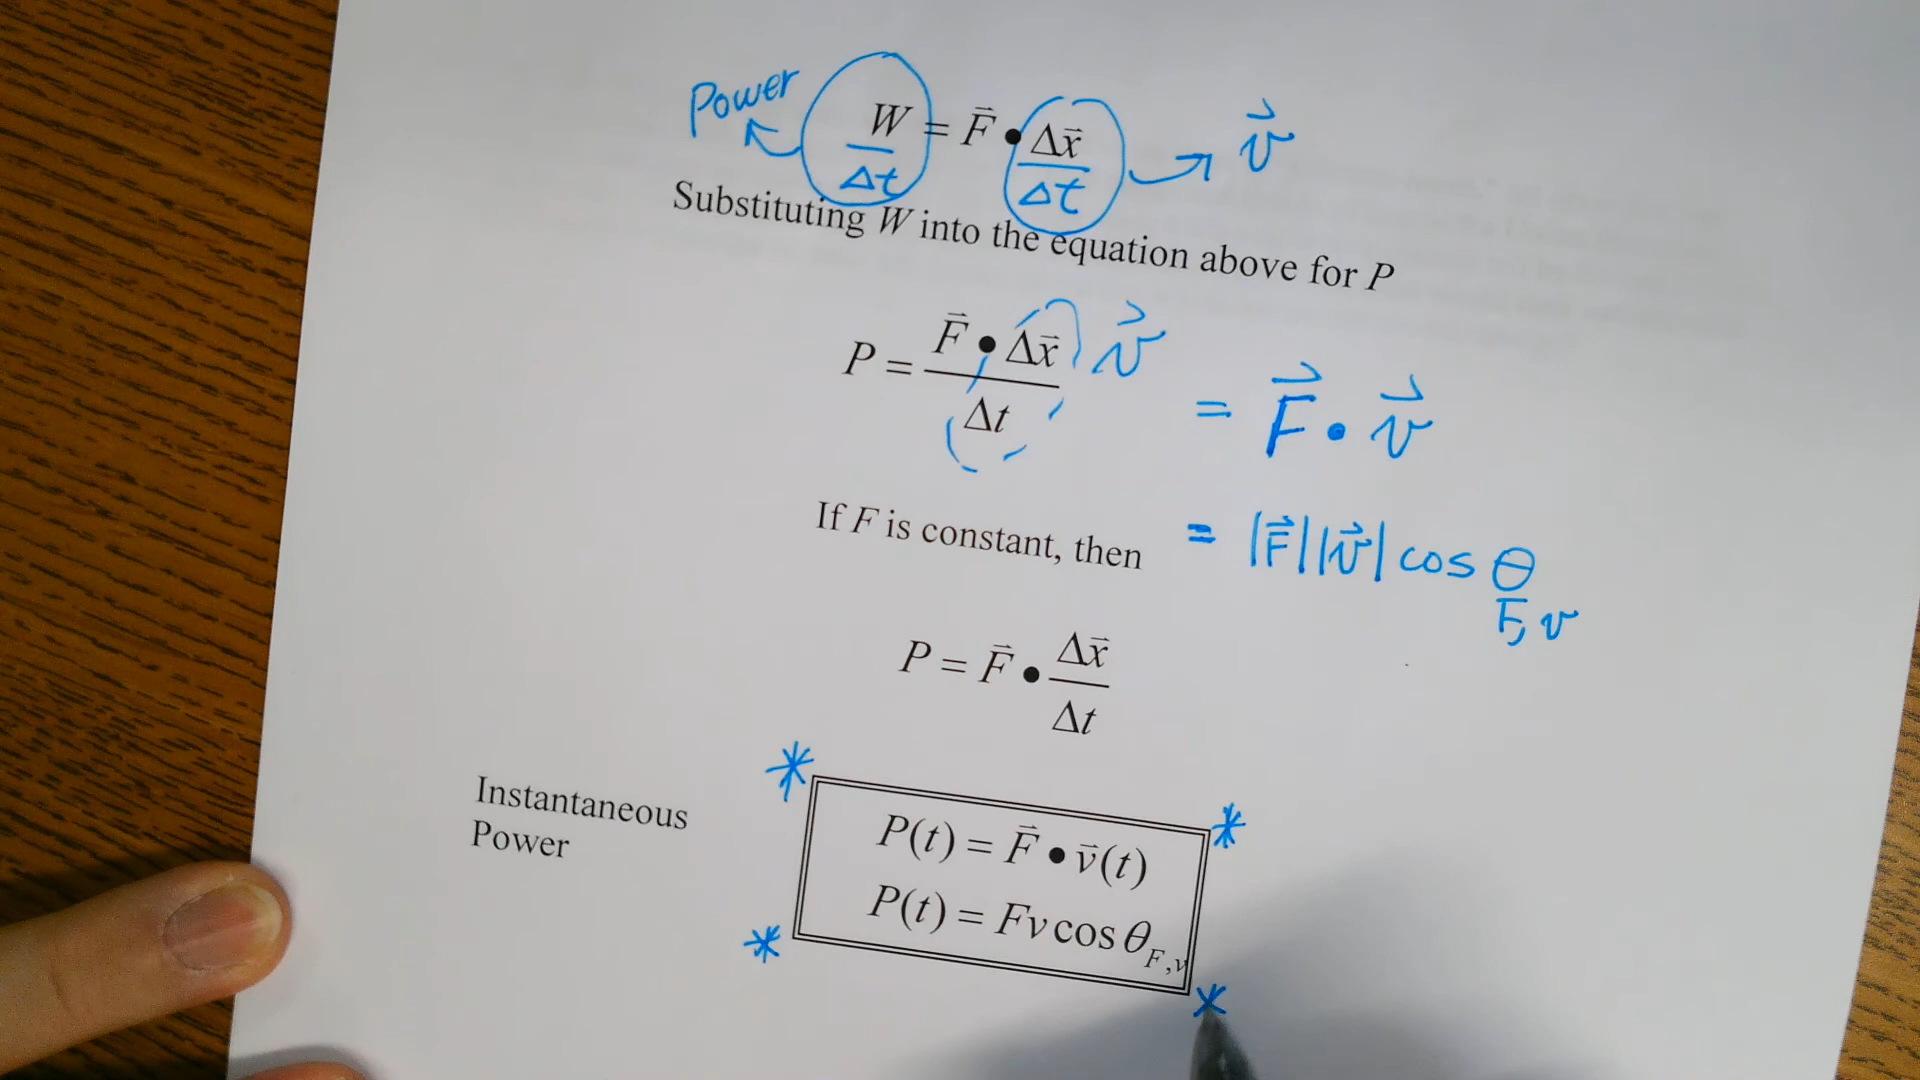 Power W/Δt = F⃗ • Δx⃗/Δt → v⃗
Substituting W into the equation above for P
P = F⃗ • Δx⃗ / Δt v⃗ = F⃗ • v⃗
If F is constant, then = |F⃗||v⃗| cos θ F,v
P = F⃗ • Δx⃗/Δt
Instantaneous
Power
P(t) = F⃗ • v⃗(t)
P(t) = Fv cos θ F,v